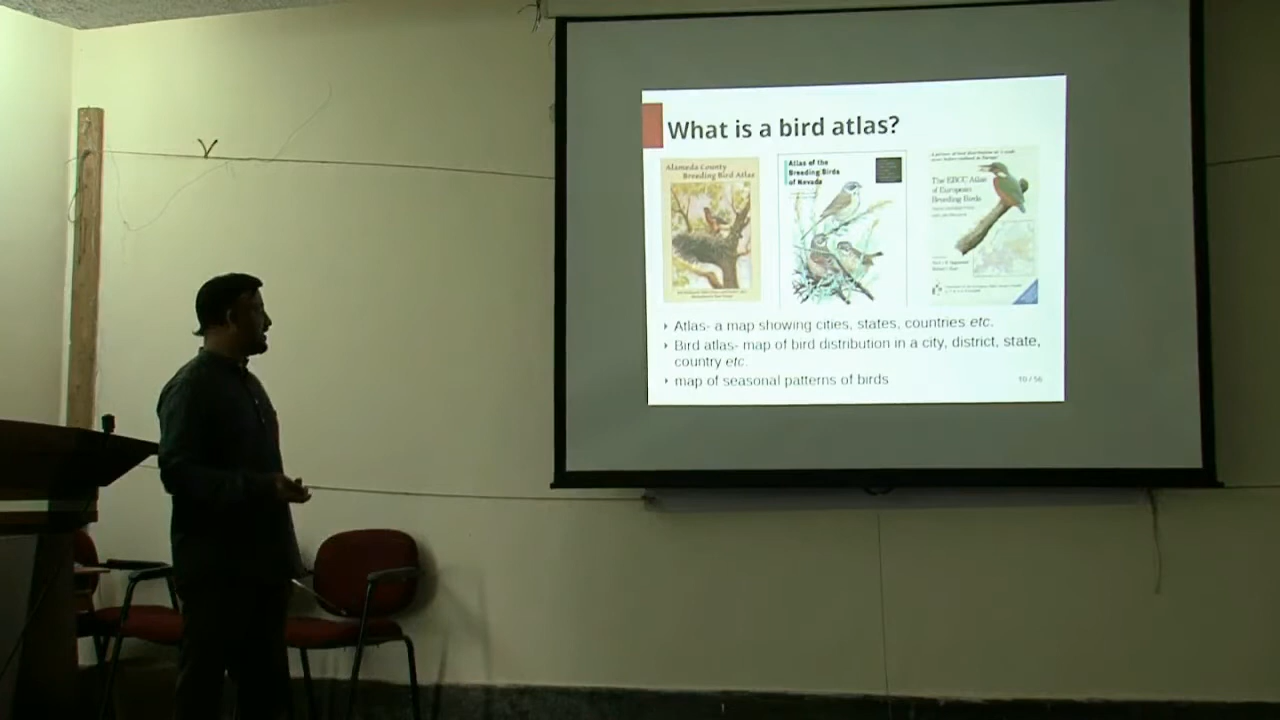 What is a bird atlas?
Alameda County
Breeding Bird Atlas
Atlas of the
Breeding Birds
of Nevada
The EBCC Atlas
of European
Breeding Birds
Atlas- a map showing cities, states, countries etc.
Bird atlas- map of bird distribution in a city, district, state,
country etc.
map of seasonal patterns of birds
10 / 56